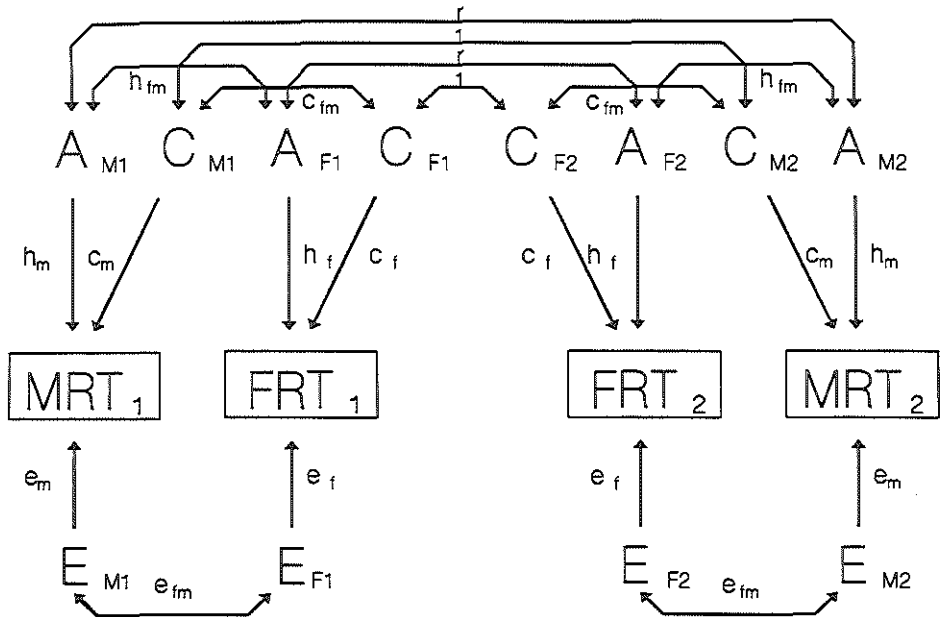 r
1
r
h fm c fm 1 c fm h fm
A M1 C M1 A F1 C F1 C F2 A F2 C M2 A M2
h m c m h f c f c f h f c m h m
MRT 1 FRT 1 FRT 2 MRT 2
e m e f e f e m
E M1 E F1 E F2 E M2
e fm e fm